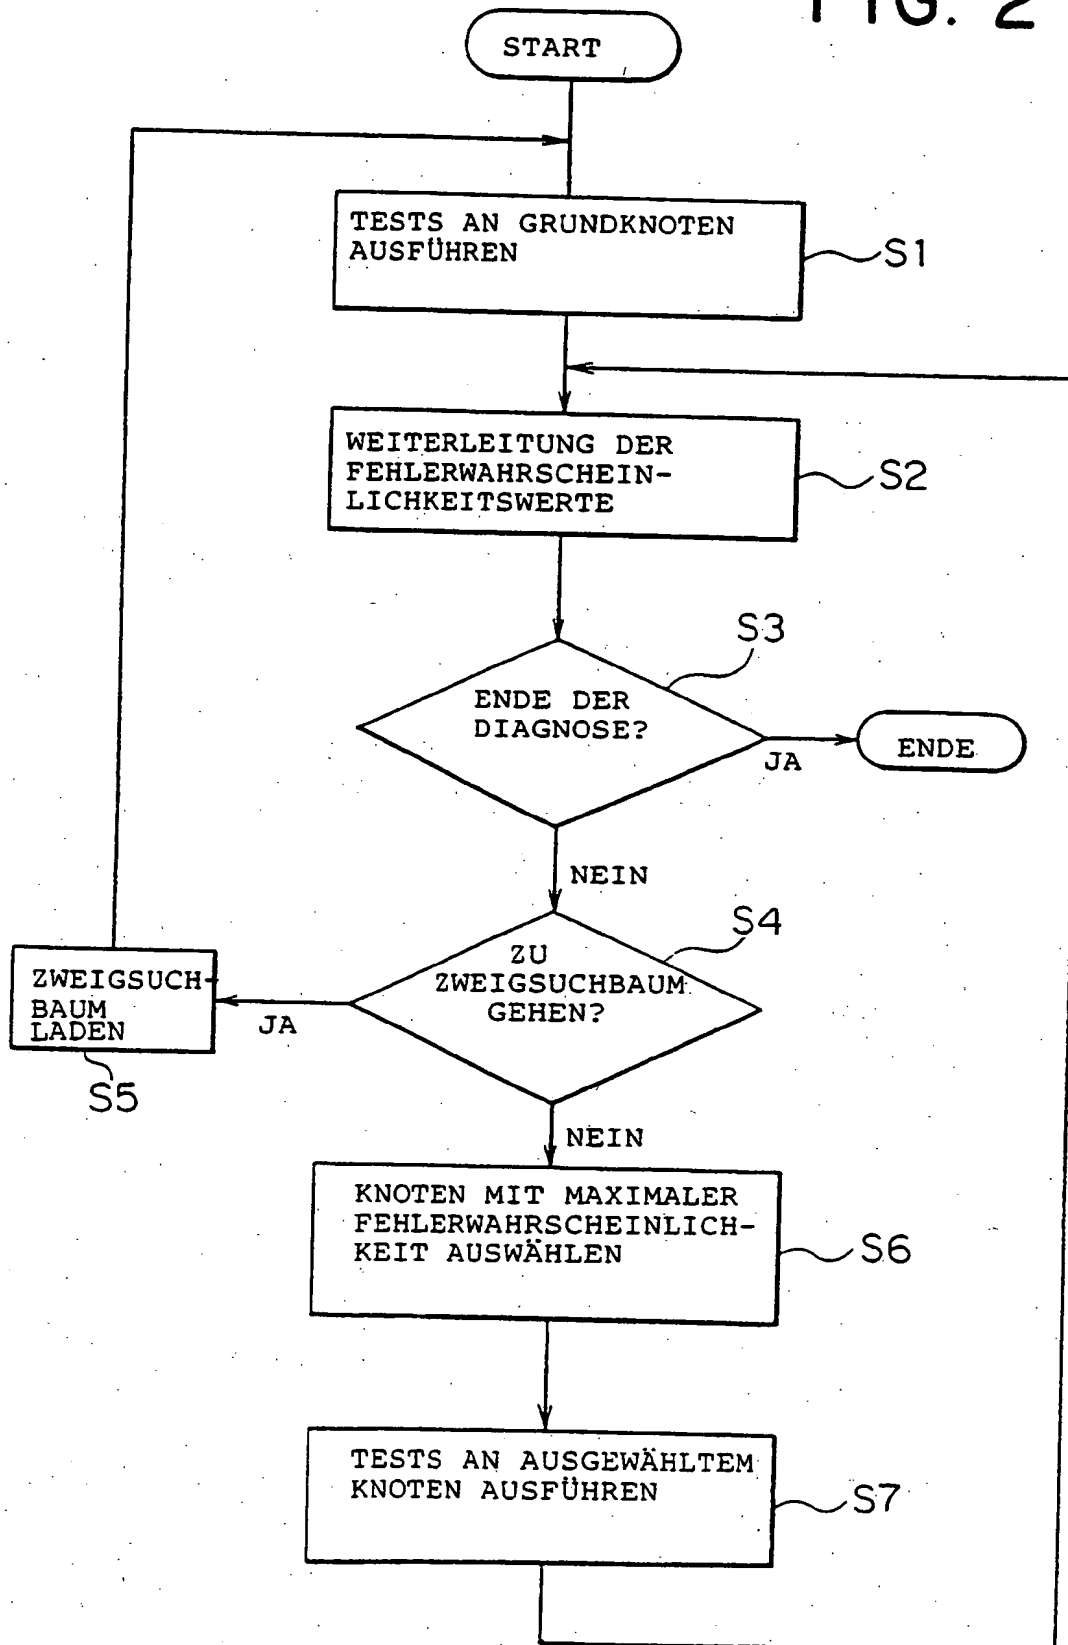 FIG. 2
START
TESTS AN GRUNDKNOTEN
AUSFÜHREN
S1
WEITERLEITUNG DER
FEHLERWAHRSCHEIN-
LICHKEITSWERTE
S2
S3
ENDE DER
DIAGNOSE?
JA
ENDE
NEIN
S4
ZU
ZWEIGSUCHBAUM
GEHEN?
JA
ZWEIGSUCH-
BAUM
LADEN
S5
NEIN
KNOTEN MIT MAXIMALER
FEHLERWAHRSCHEINLICH-
KEIT AUSWÄHLEN
S6
TESTS AN AUSGEWÄHLTEM
KNOTEN AUSFÜHREN
S7